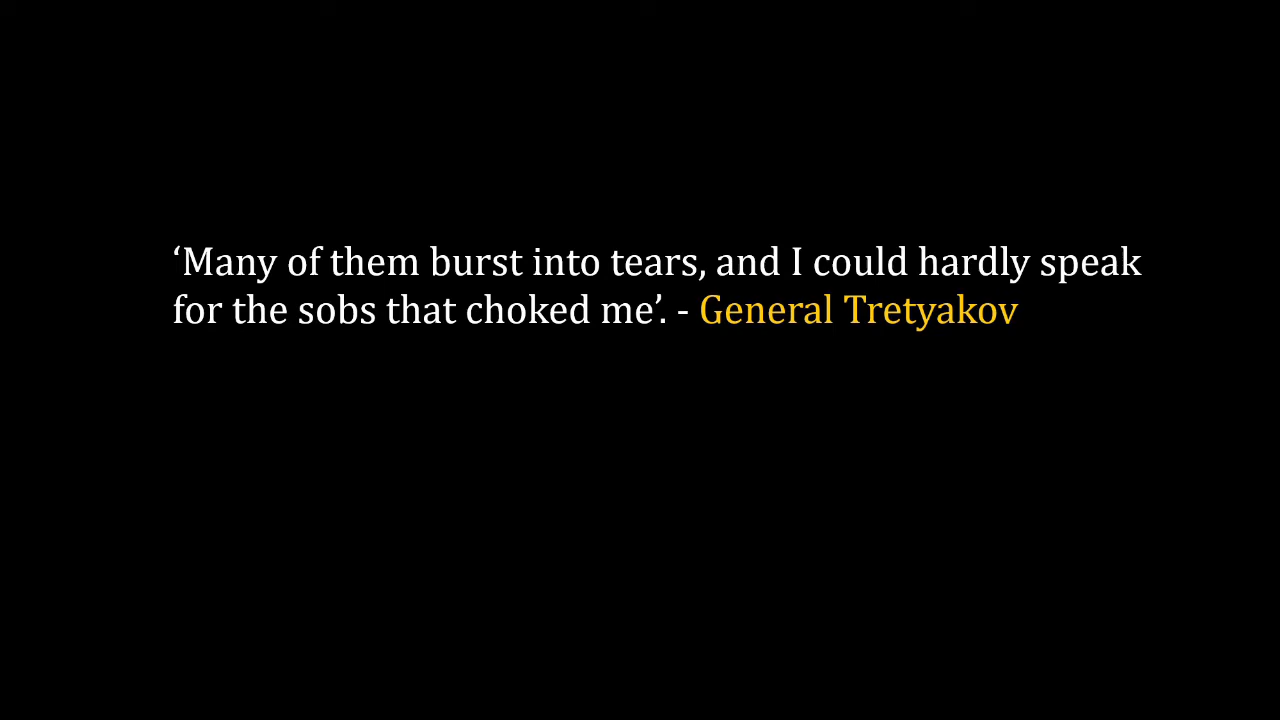 ‘Many of them burst into tears, and I could hardly speak
for the sobs that choked me’. - General Tretyakov